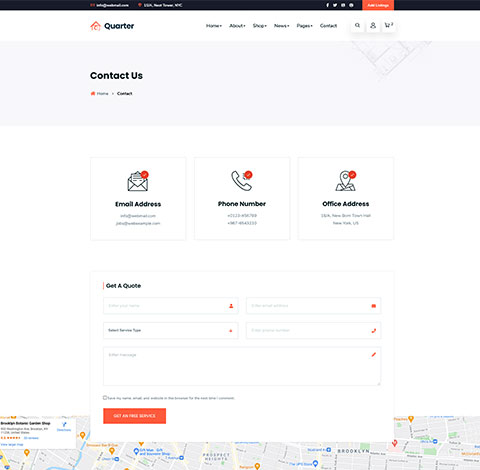 info@webmail.com
15/A, Nest Tower, NYC
Add Listings
Quarter
Home
About
Shop
News
Pages
Contact
Contact Us
Home
Contact
Email Address
info@webmail.com
jobs@webexample.com
Phone Number
+0123-456789
+987-6543210
Office Address
18/A, New Born Town Hall
New York, US
Get A Quote
Enter your name
Enter email address
Select Service Type
Enter phone number
Enter message
Save my name, email, and website in this browser for the next time I comment.
GET AN FREE SERVICE
Brooklyn Botanic Garden Shop
Directions
View larger map
PROSPECT
HEIGHTS
BROOKLYN